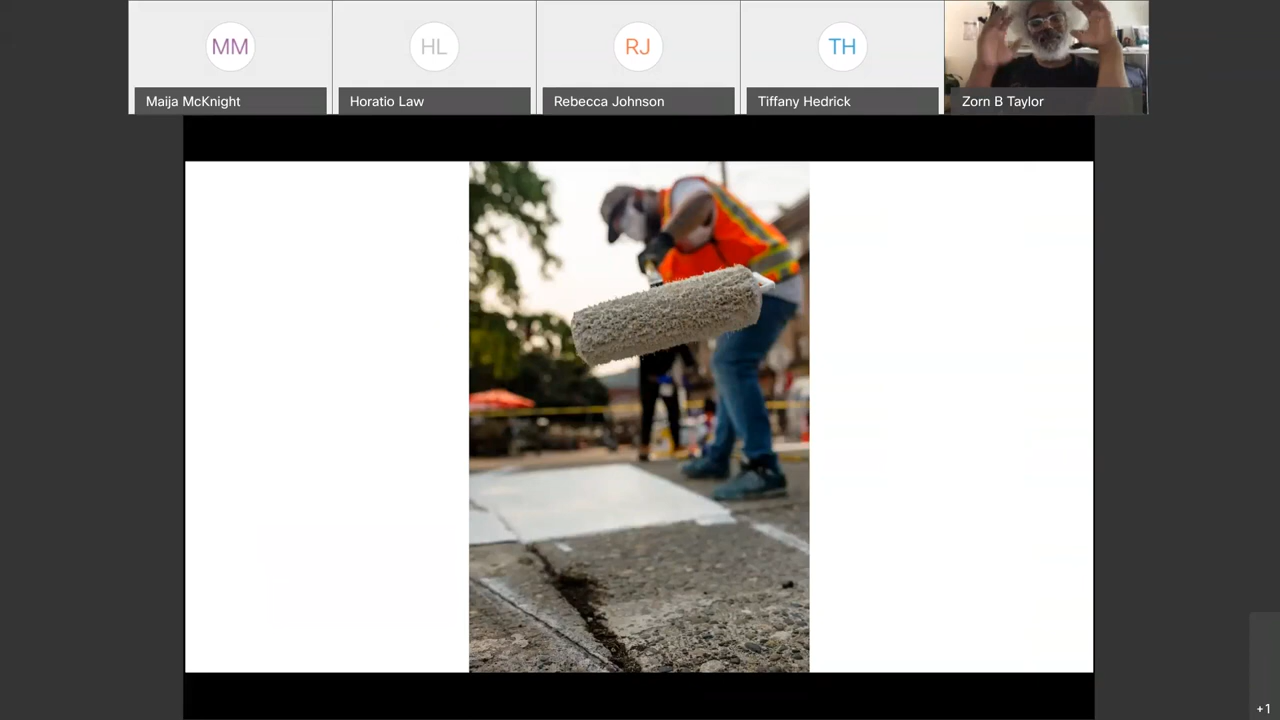 MM
HL
RJ
TH
Maija McKnight
Horatio Law
Rebecca Johnson
Tiffany Hedrick
Zorn B Taylor
+1